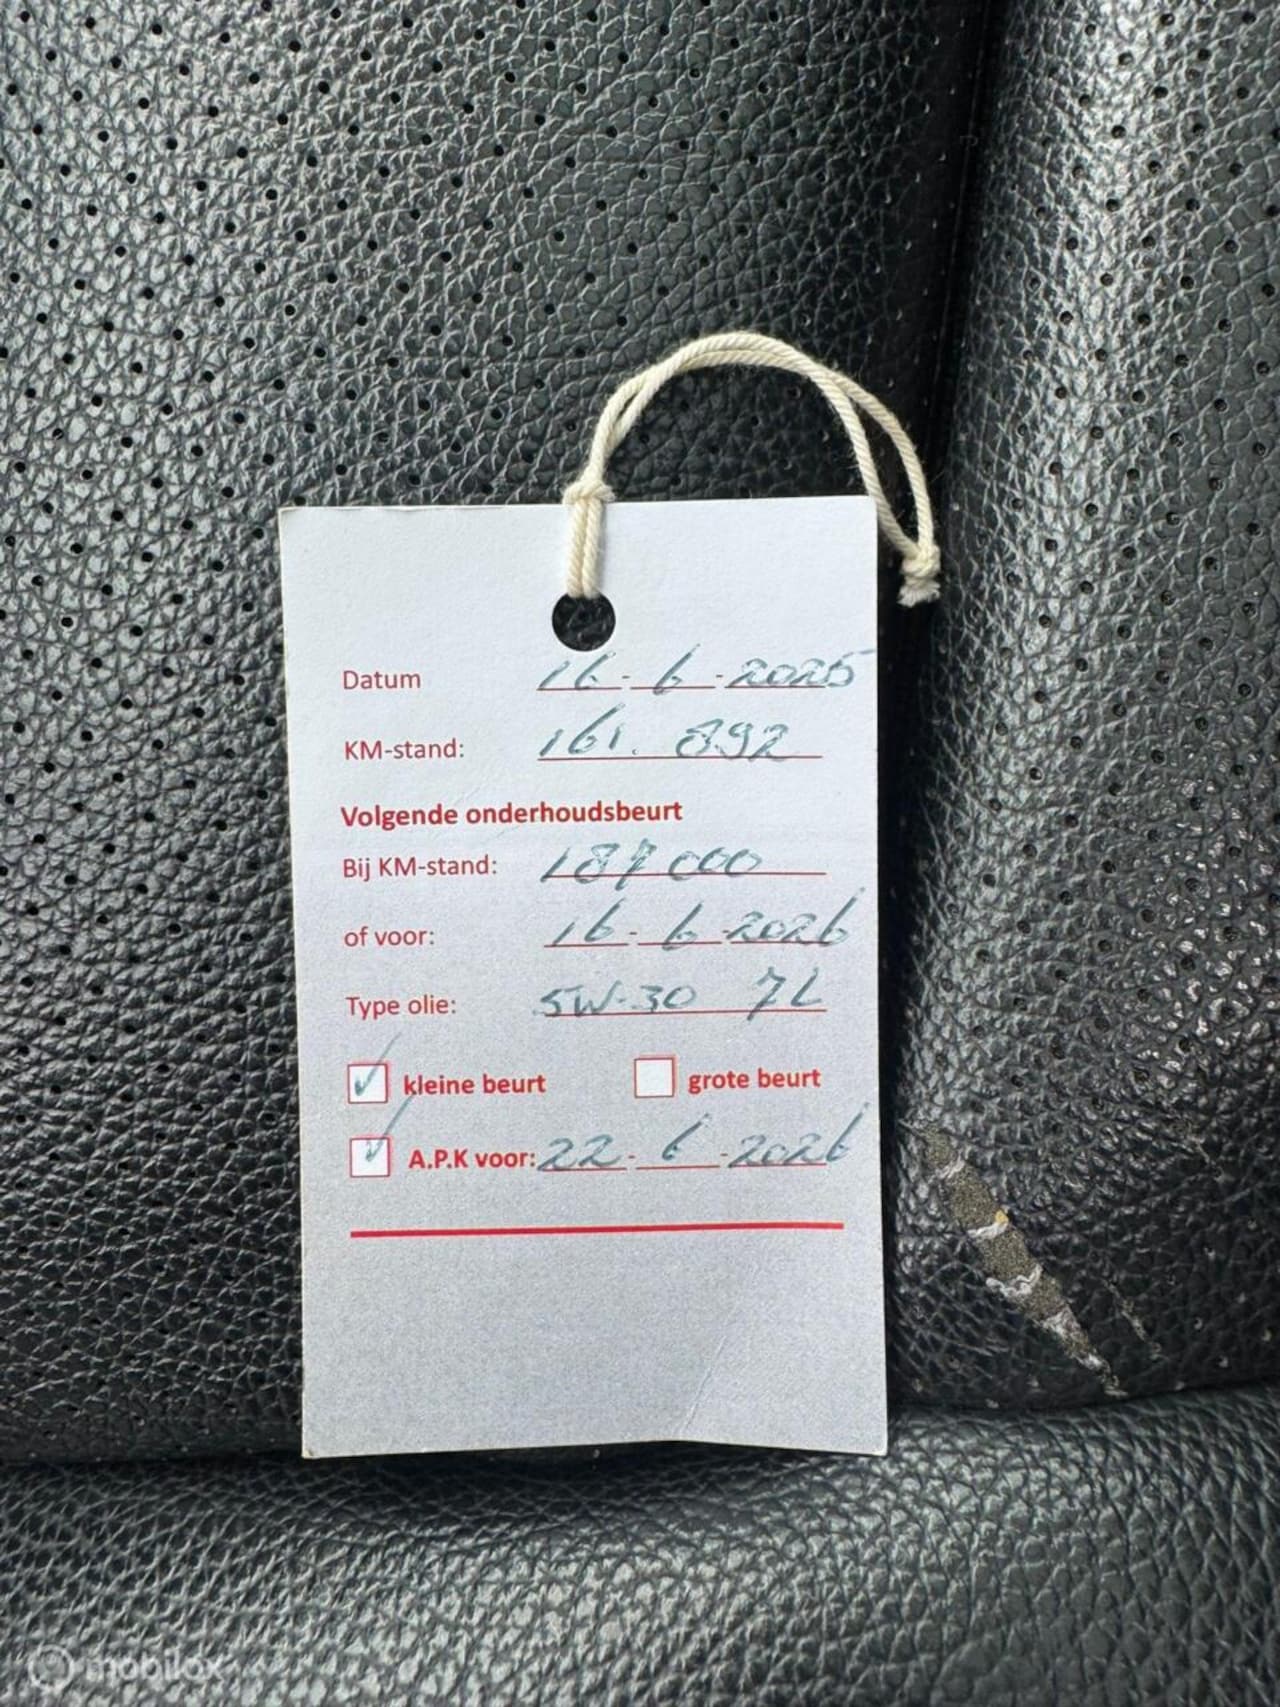 Datum 16-6-2025
KM-stand: 161.892
Volgende onderhoudsbeurt
Bij KM-stand: 187000
of voor: 16-6-2026
Type olie: 5W-30 7L
kleine beurt grote beurt
A.P.K voor: 22-6-2026
mobilox